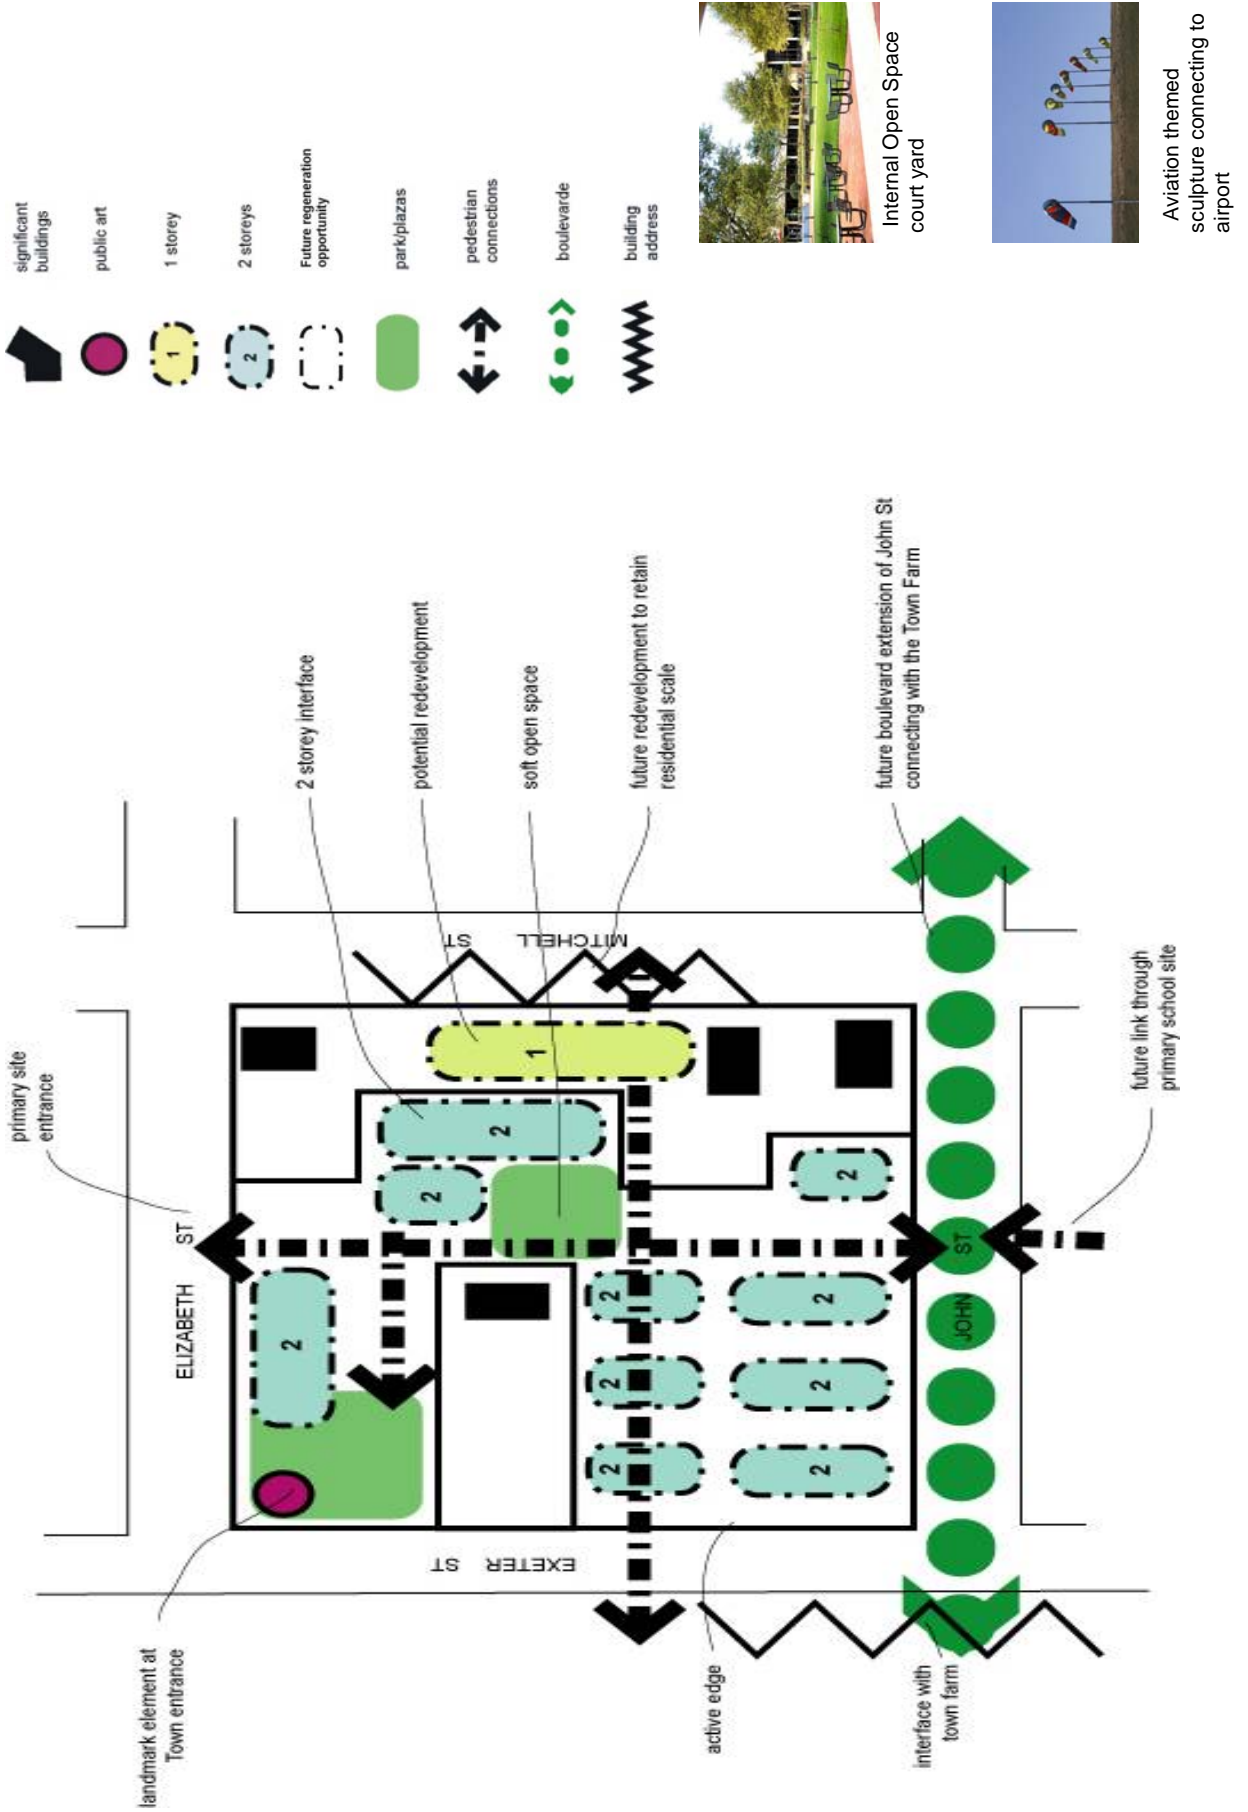 significant
buildings
public art
1
1 storey
2
2 storeys
Future regeneration
opportunity
park/plazas
pedestrian
connections
boulevarde
building
address
Internal Open Space
court yard
Aviation themed
sculpture connecting to
airport
primary site
entrance
landmark element at
Town entrance
ELIZABETH ST
2 storey interface
potential redevelopment
soft open space
future redevelopment to retain
residential scale
MITCHELL ST
EXETER ST
2
2
2
1
2
2
2
2
2
2
2
active edge
interface with
town farm
JOHN ST
future boulevard extension of John St
connecting with the Town Farm
future link through
primary school site